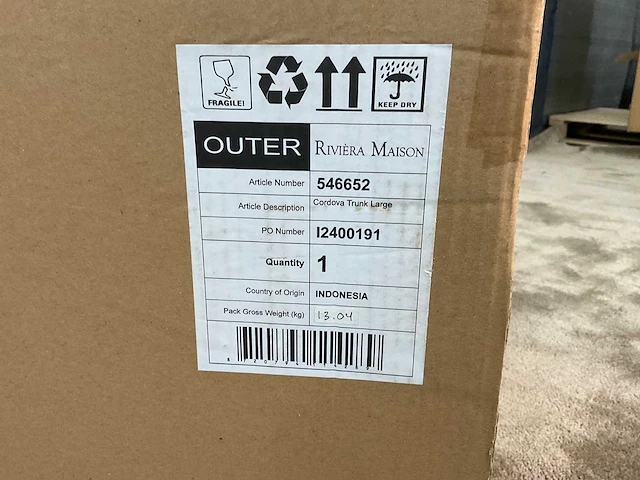 FRAGILE!
KEEP DRY
OUTER RIVIÈRA MAISON
Article Number 546652
Article Description Cordova Trunk Large
PO Number I2400191
Quantity 1
Country of Origin INDONESIA
Pack Gross Weight (kg) 13.04